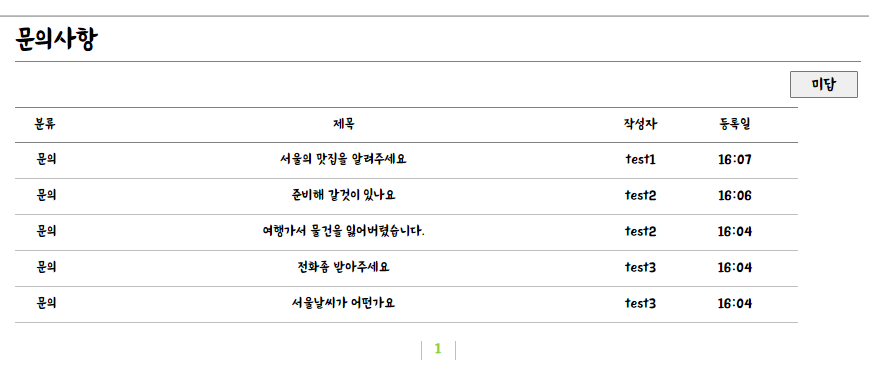 문의사항
미답
분류 제목 작성자 등록일
문의 서울의 맛집을 알려주세요 test1 16:07
문의 준비해 갈것이 있나요 test2 16:06
문의 여행가서 물건을 잃어버렸습니다. test2 16:04
문의 전화좀 받아주세요 test3 16:04
문의 서울날씨가 어떤가요 test3 16:04
1